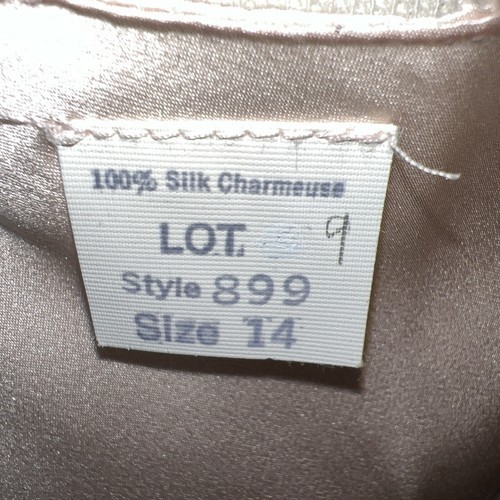 100% Silk Charmeuse
LOT. 9
Style 899
Size 14